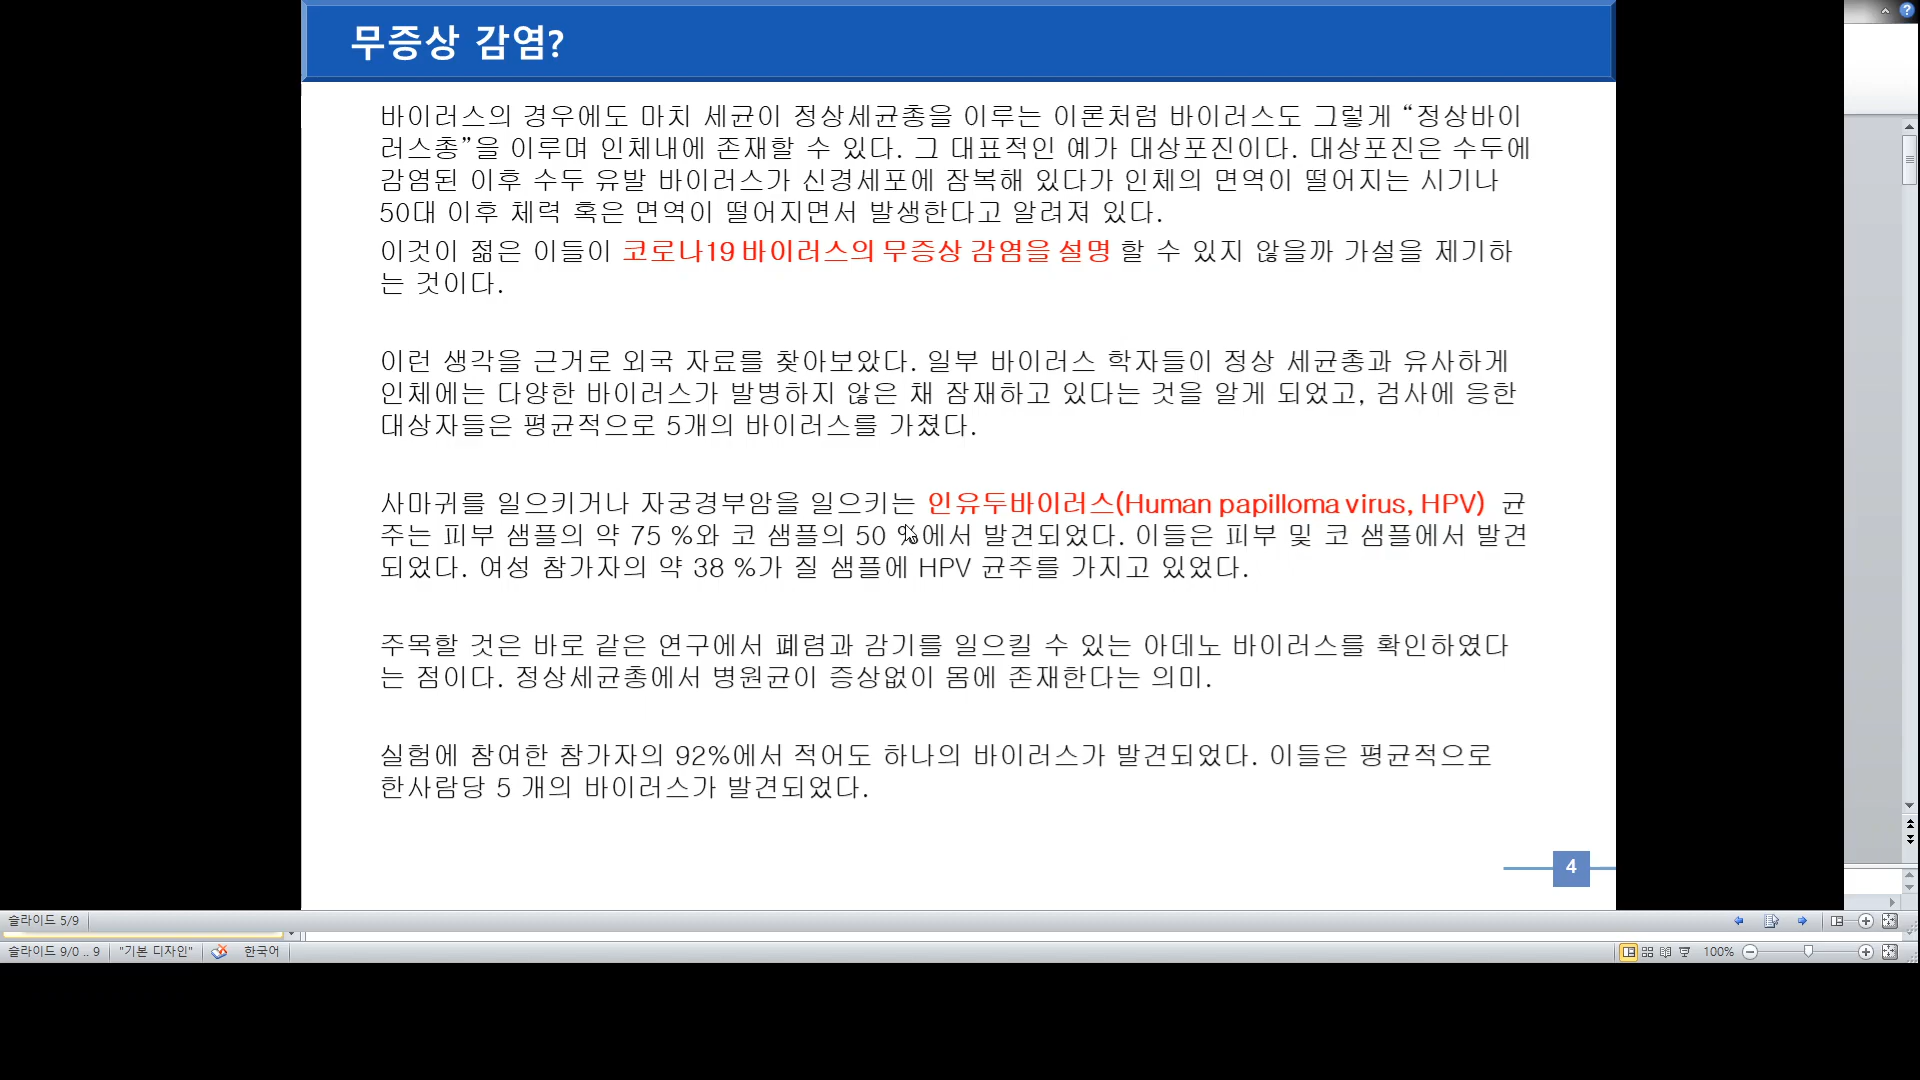 무증상 감염?
바이러스의 경우에도 마치 세균이 정상세균총을 이루는 이론처럼 바이러스도 그렇게 “정상바이
러스총”을 이루며 인체내에 존재할 수 있다. 그 대표적인 예가 대상포진이다. 대상포진은 수두에
감염된 이후 수두 유발 바이러스가 신경세포에 잠복해 있다가 인체의 면역이 떨어지는 시기나
50대 이후 체력 혹은 면역이 떨어지면서 발생한다고 알려져 있다.
이것이 젊은 이들이 코로나19 바이러스의 무증상 감염을 설명 할 수 있지 않을까 가설을 제기하
는 것이다.
이런 생각을 근거로 외국 자료를 찾아보았다. 일부 바이러스 학자들이 정상 세균총과 유사하게
인체에는 다양한 바이러스가 발병하지 않은 채 잠재하고 있다는 것을 알게 되었고, 검사에 응한
대상자들은 평균적으로 5개의 바이러스를 가졌다.
사마귀를 일으키거나 자궁경부암을 일으키는 인유두바이러스(Human papilloma virus, HPV) 균
주는 피부 샘플의 약 75 %와 코 샘플의 50 %에서 발견되었다. 이들은 피부 및 코 샘플에서 발견
되었다. 여성 참가자의 약 38 %가 질 샘플에 HPV 균주를 가지고 있었다.
주목할 것은 바로 같은 연구에서 폐렴과 감기를 일으킬 수 있는 아데노 바이러스를 확인하였다
는 점이다. 정상세균총에서 병원균이 증상없이 몸에 존재한다는 의미.
실험에 참여한 참가자의 92%에서 적어도 하나의 바이러스가 발견되었다. 이들은 평균적으로
한사람당 5 개의 바이러스가 발견되었다.
4
슬라이드 5/9
슬라이드 9/0 .. 9 "기본 디자인" 한국어 100%